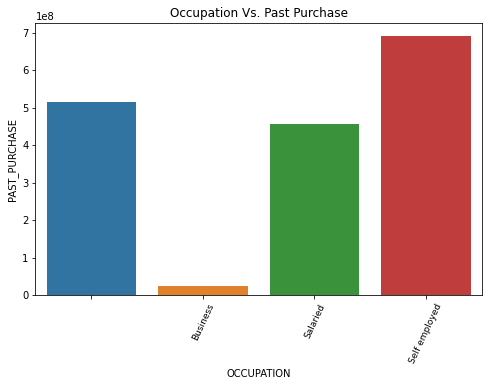 Occupation Vs. Past Purchase
1e8
7
6
5
4
3
2
1
0
PAST_PURCHASE
Business
Salaried
Self employed
OCCUPATION